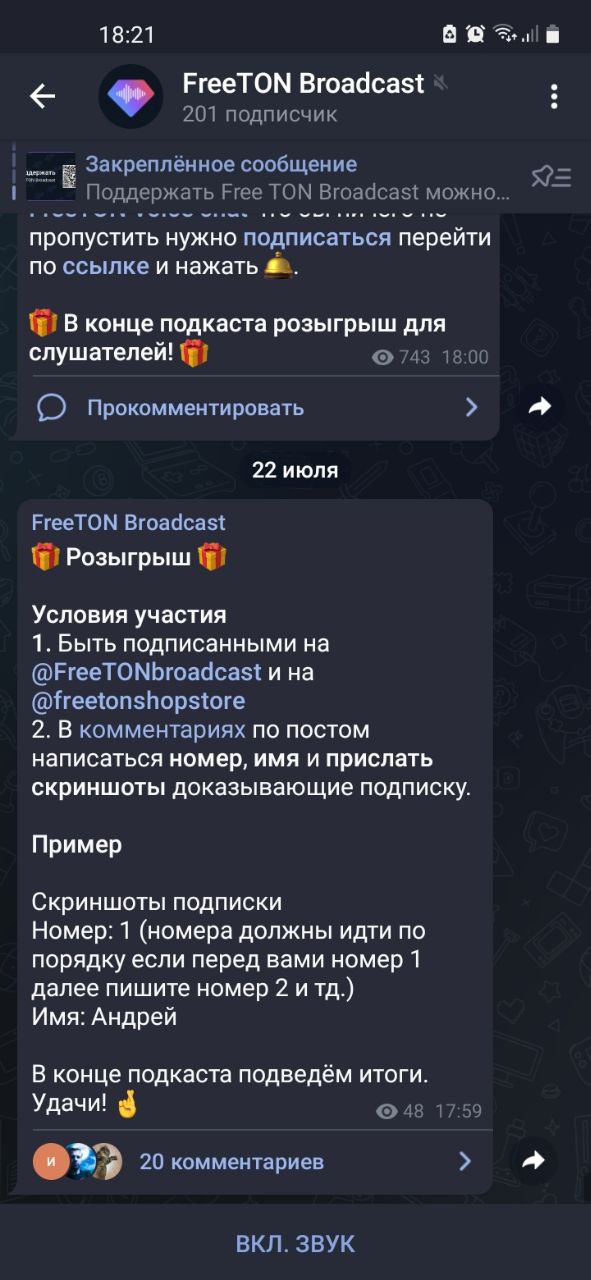 18:21
FreeTON Broadcast
201 подписчик
Закреплённое сообщение
Поддержать Free TON Broadcast можно...
пропустить нужно подписаться перейти
по ссылке и нажать 🛎.
🎁 В конце подкаста розыгрыш для
слушателей! 🎁
743 18:00
Прокомментировать
22 июля
FreeTON Broadcast
🎁 Розыгрыш 🎁
Условия участия
1. Быть подписанными на
@FreeTONbroadcast и на
@freetonshopstore
2. В комментариях по постом
написаться номер, имя и прислать
скриншоты доказывающие подписку.
Пример
Скриншоты подписки
Номер: 1 (номера должны идти по
порядку если перед вами номер 1
далее пишите номер 2 и тд.)
Имя: Андрей
В конце подкаста подведём итоги.
Удачи! 🤞
48 17:59
И
20 комментариев
ВКЛ. ЗВУК